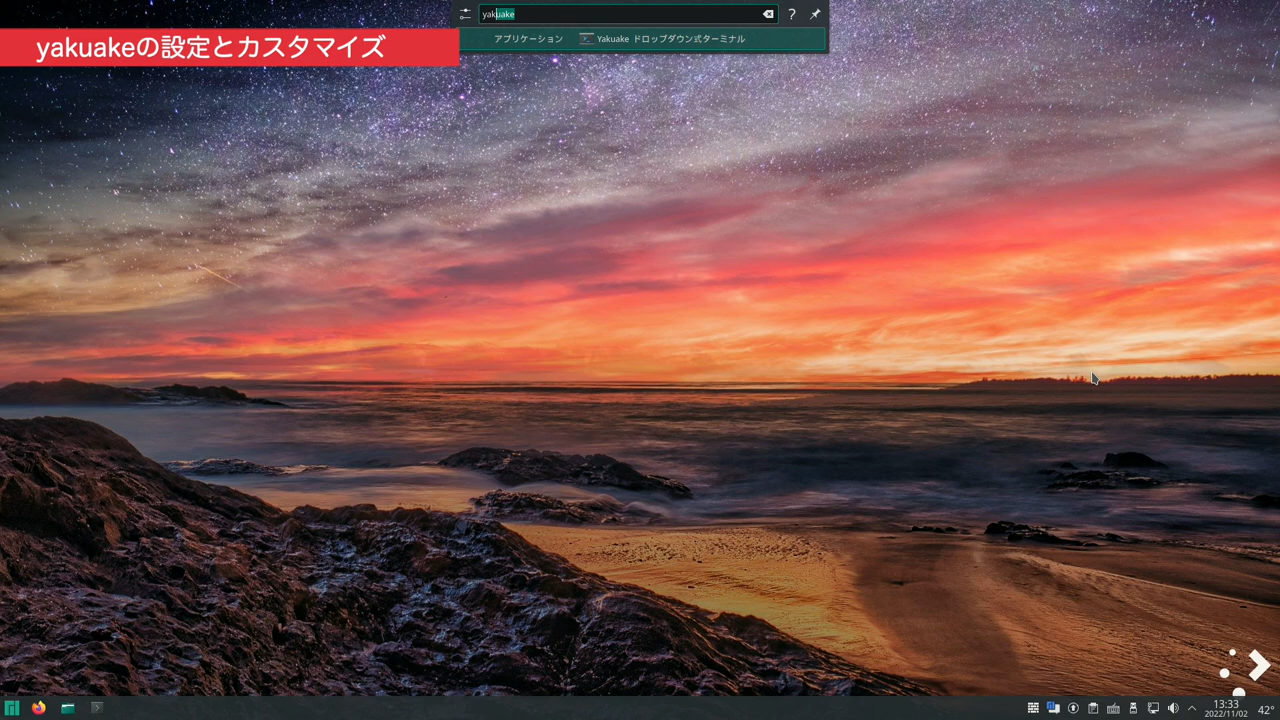 yakuake
アプリケーション Yakuake ドロップダウン式ターミナル
yakuakeの設定とカスタマイズ
13:33
2022/11/02
42°